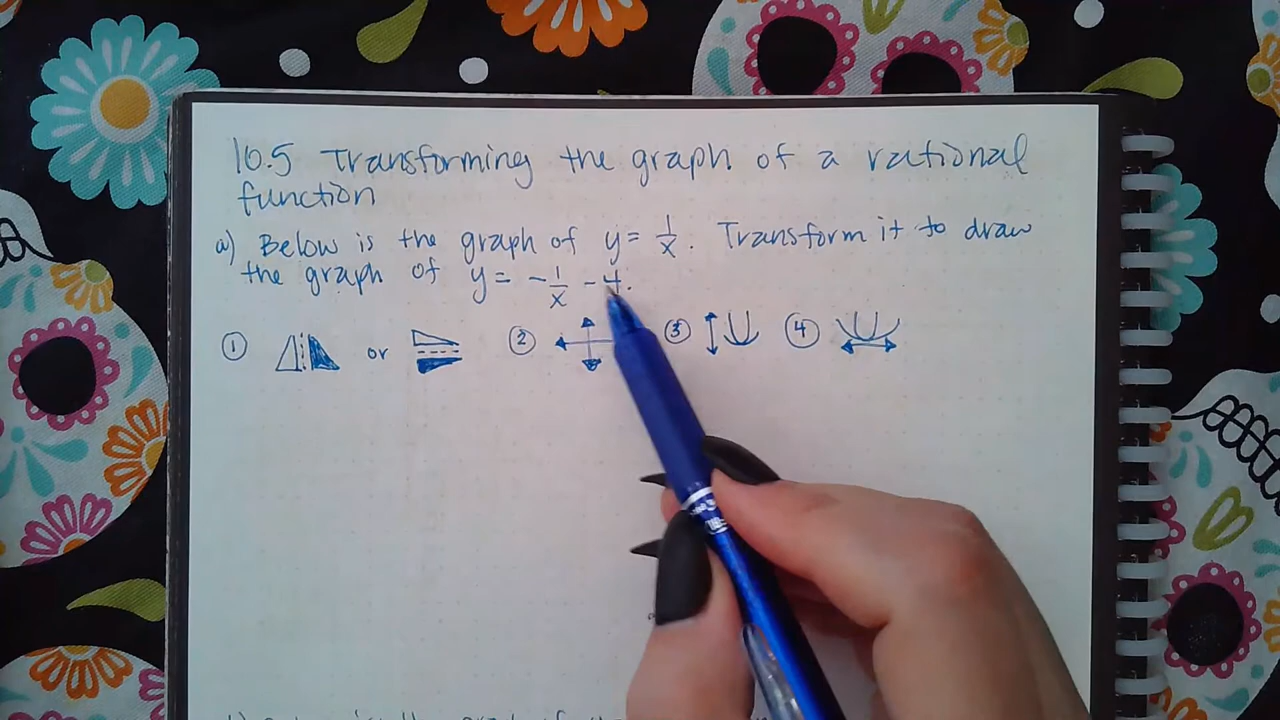 10.5 Transforming the graph of a rational
function
a) Below is the graph of y = 1/x. Transform it to draw
the graph of y = -1/x - 4.
① or ② ③ ④